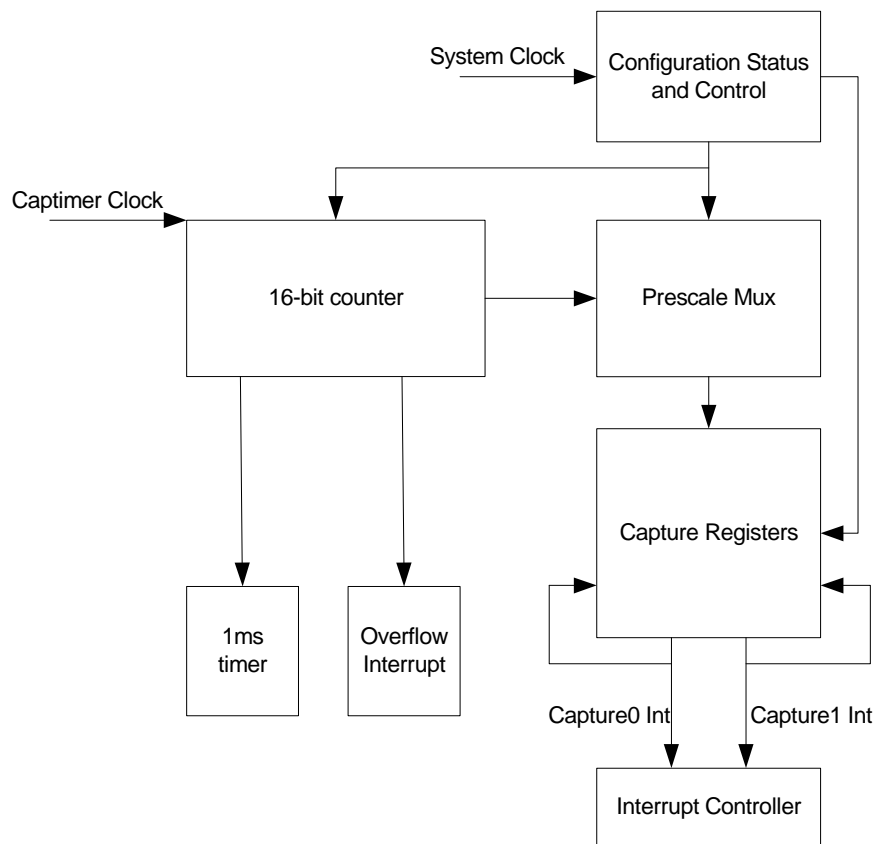 System Clock
Configuration Status
and Control
Captimer Clock
16-bit counter
Prescale Mux
Capture Registers
1ms
timer
Overflow
Interrupt
Capture0 Int
Capture1 Int
Interrupt Controller